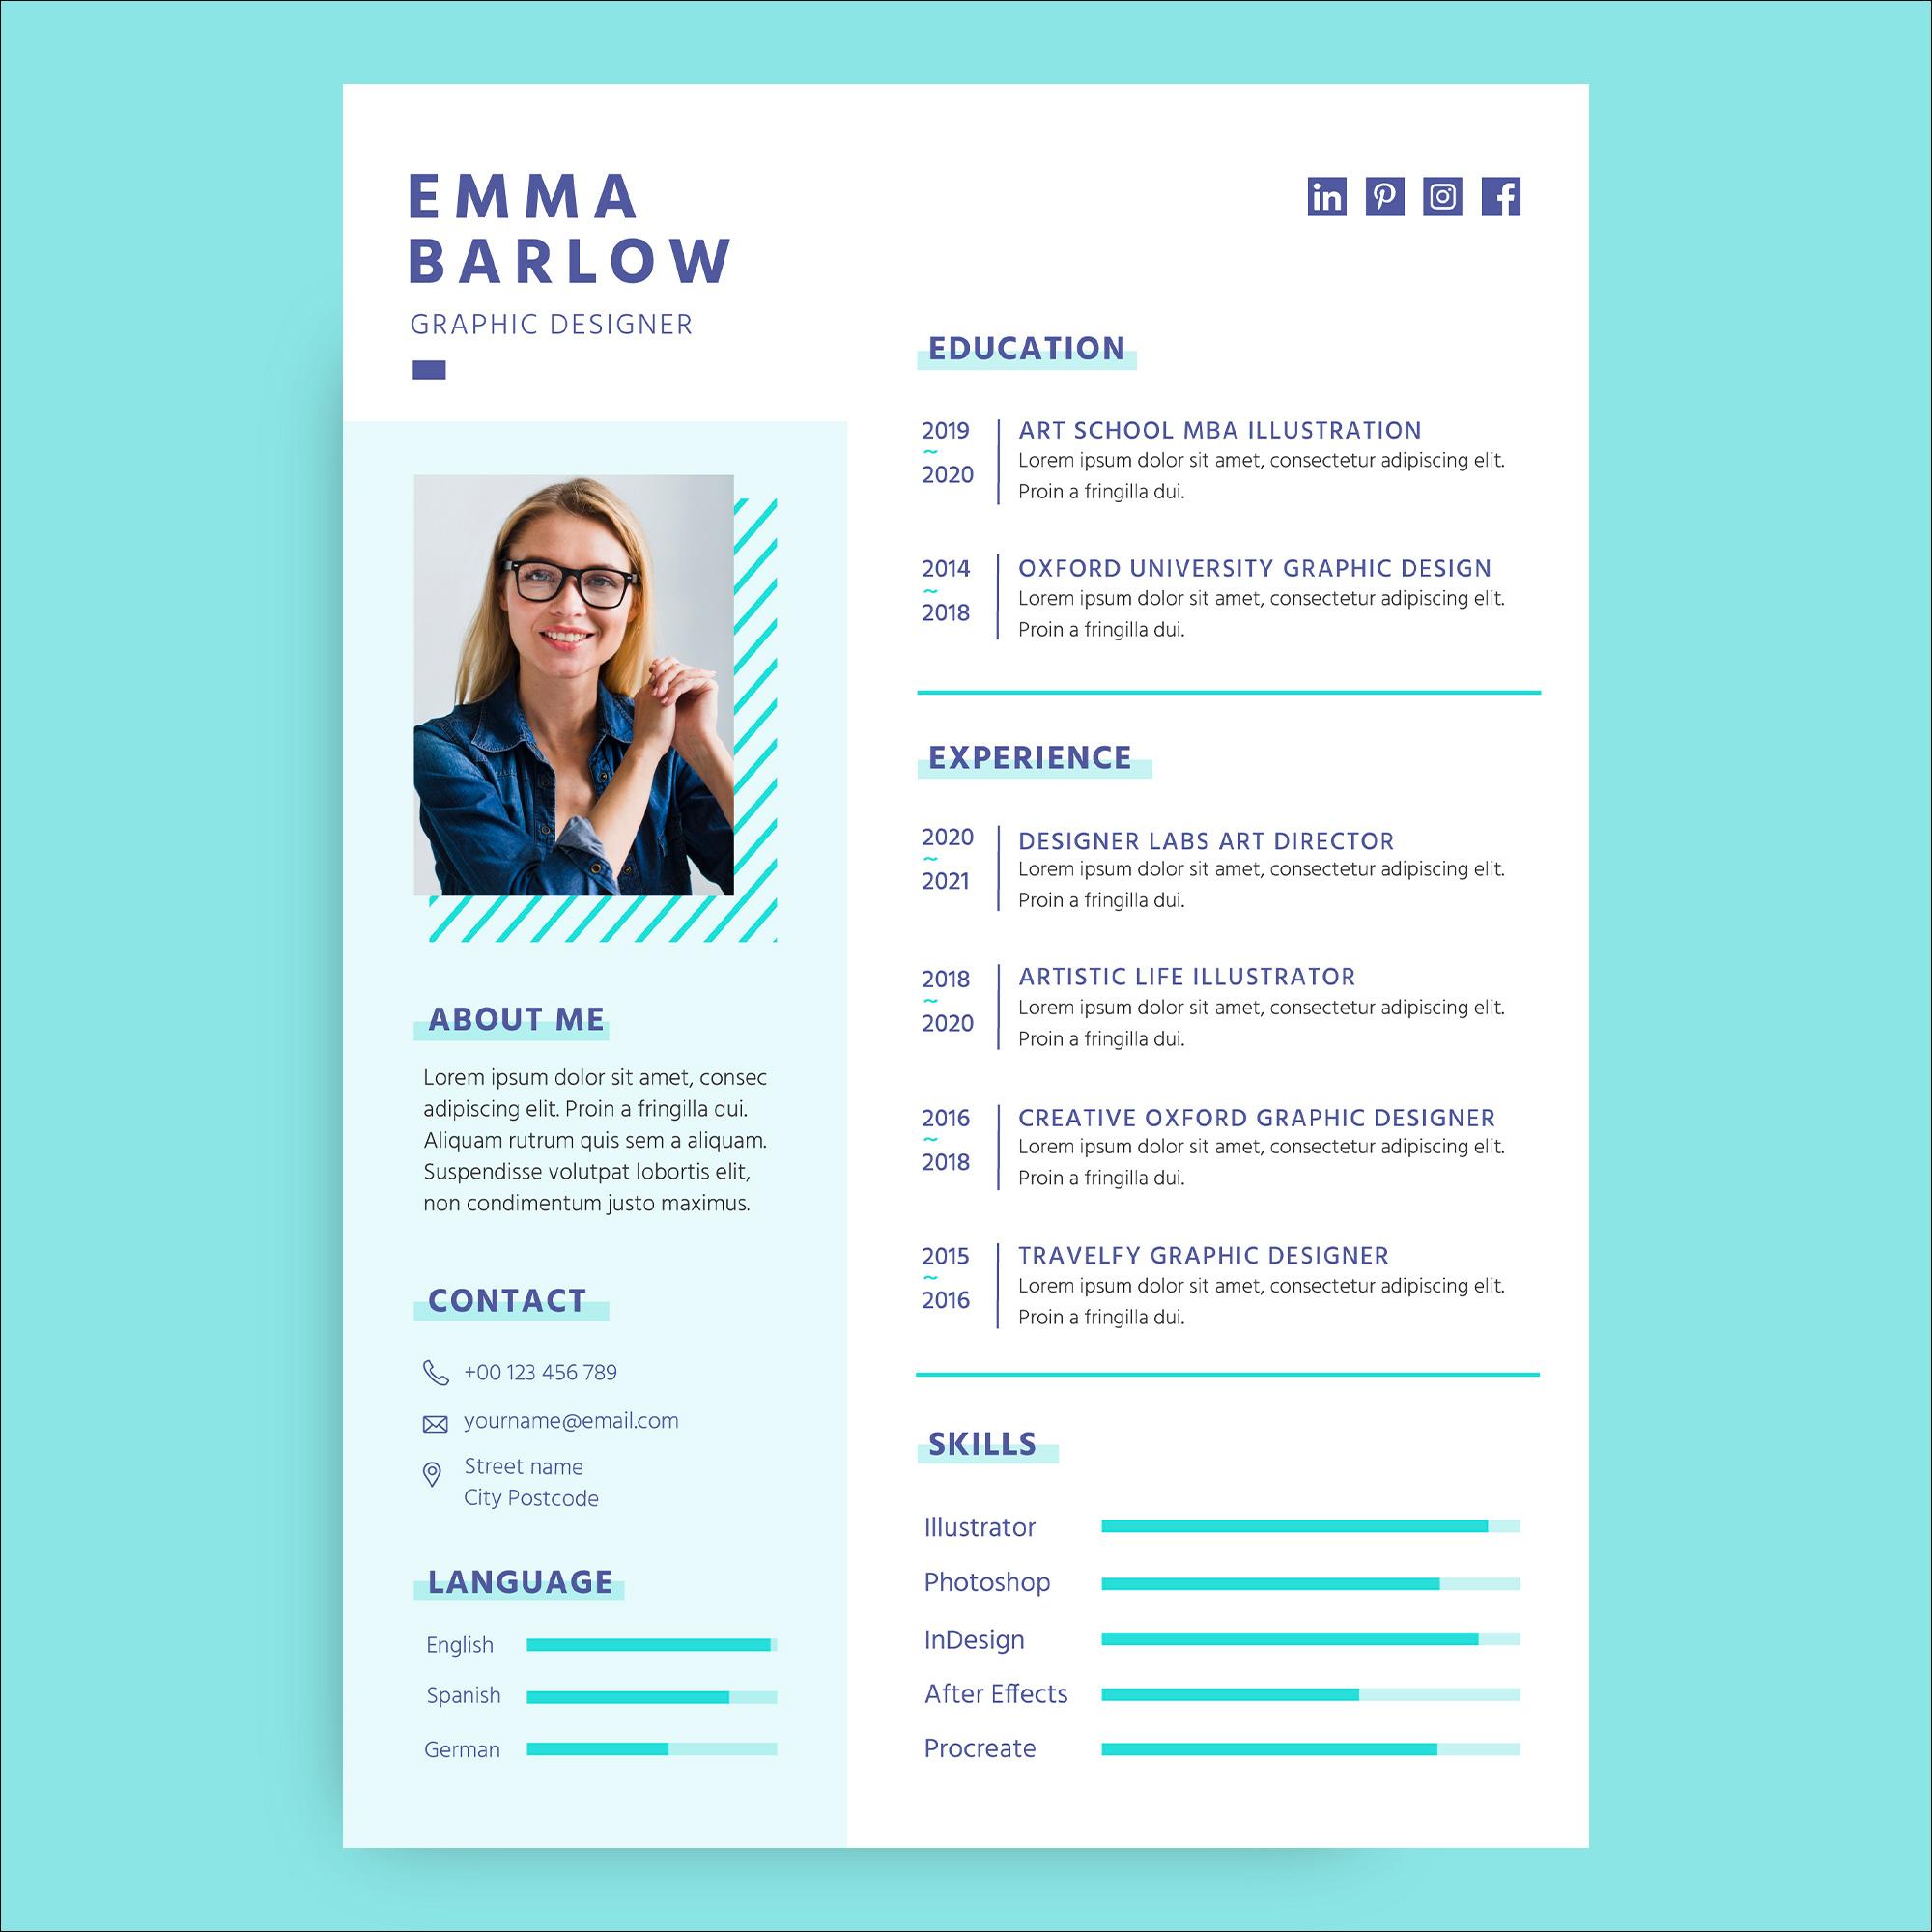 EMMA
BARLOW
GRAPHIC DESIGNER
ABOUT ME
Lorem ipsum dolor sit amet, consec
adipiscing elit. Proin a fringilla dui.
Aliquam rutrum quis sem a aliquam.
Suspendisse volutpat lobortis elit,
non condimentum justo maximus.
CONTACT
+00 123 456 789
yourname@email.com
Street name
City Postcode
LANGUAGE
English
Spanish
German
in
EDUCATION
2019
~
2020
ART SCHOOL MBA ILLUSTRATION
Lorem ipsum dolor sit amet, consectetur adipiscing elit.
Proin a fringilla dui.
2014
~
2018
OXFORD UNIVERSITY GRAPHIC DESIGN
Lorem ipsum dolor sit amet, consectetur adipiscing elit.
Proin a fringilla dui.
EXPERIENCE
2020
~
2021
DESIGNER LABS ART DIRECTOR
Lorem ipsum dolor sit amet, consectetur adipiscing elit.
Proin a fringilla dui.
2018
~
2020
ARTISTIC LIFE ILLUSTRATOR
Lorem ipsum dolor sit amet, consectetur adipiscing elit.
Proin a fringilla dui.
2016
~
2018
CREATIVE OXFORD GRAPHIC DESIGNER
Lorem ipsum dolor sit amet, consectetur adipiscing elit.
Proin a fringilla dui.
2015
~
2016
TRAVELFY GRAPHIC DESIGNER
Lorem ipsum dolor sit amet, consectetur adipiscing elit.
Proin a fringilla dui.
SKILLS
Illustrator
Photoshop
InDesign
After Effects
Procreate